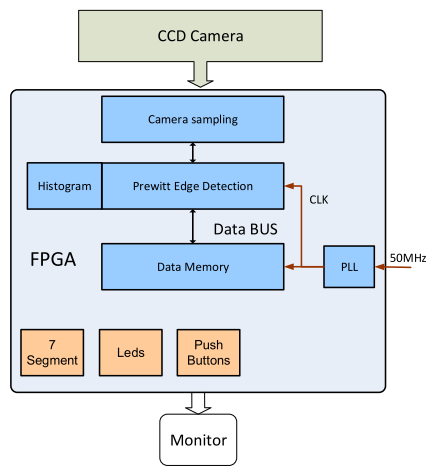 CCD Camera
Camera sampling
Histogram
Prewitt Edge Detection
CLK
Data BUS
FPGA
50MHz
Data Memory
PLL
7
Segment
Leds
Push
Buttons
Monitor